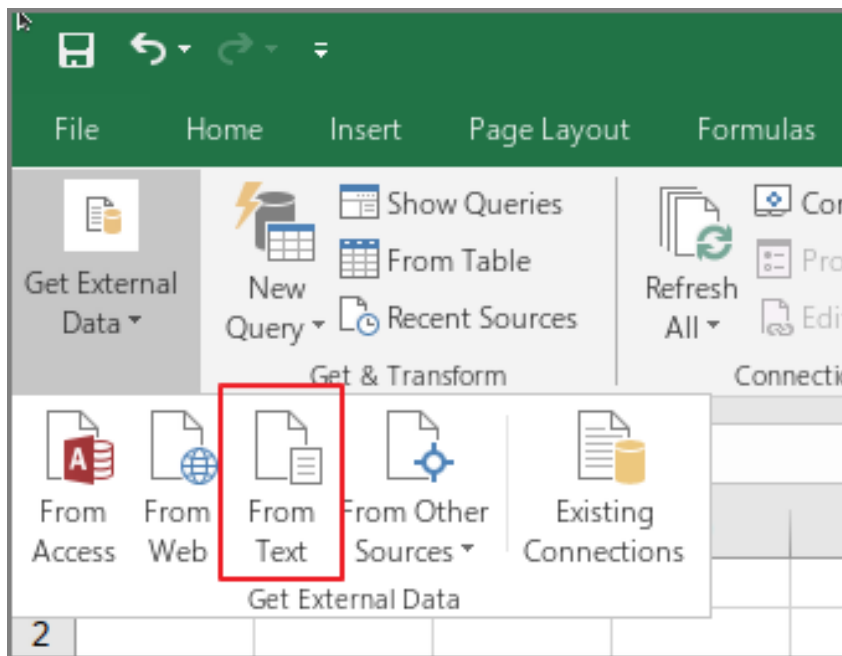 File Home Insert Page Layout Formulas
Show Queries
From Table
Recent Sources
Get External
Data
New
Query
Refresh
All
Get & Transform
From
Access
From
Web
From
Text
From Other
Sources
Existing
Connections
Get External Data
2